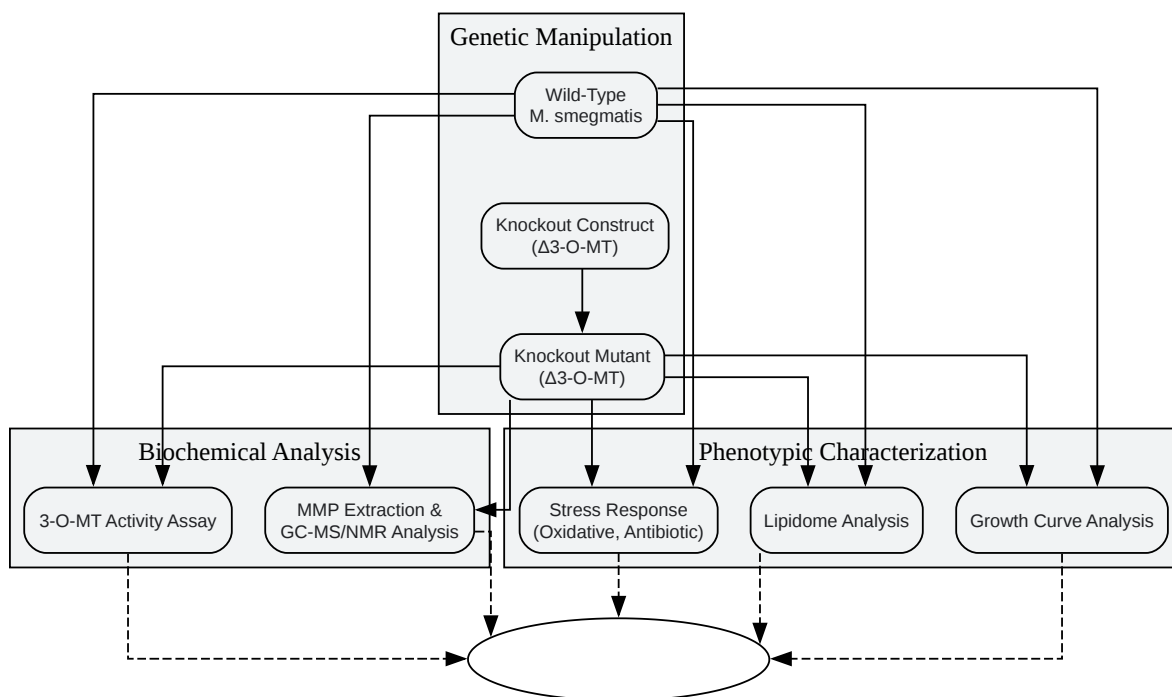 Genetic Manipulation
Wild-Type
M. smegmatis
Knockout Construct
(Δ3-O-MT)
Knockout Mutant
(Δ3-O-MT)
Biochemical Analysis
3-O-MT Activity Assay
MMP Extraction &
GC-MS/NMR Analysis
Phenotypic Characterization
Stress Response
(Oxidative, Antibiotic)
Lipidome Analysis
Growth Curve Analysis